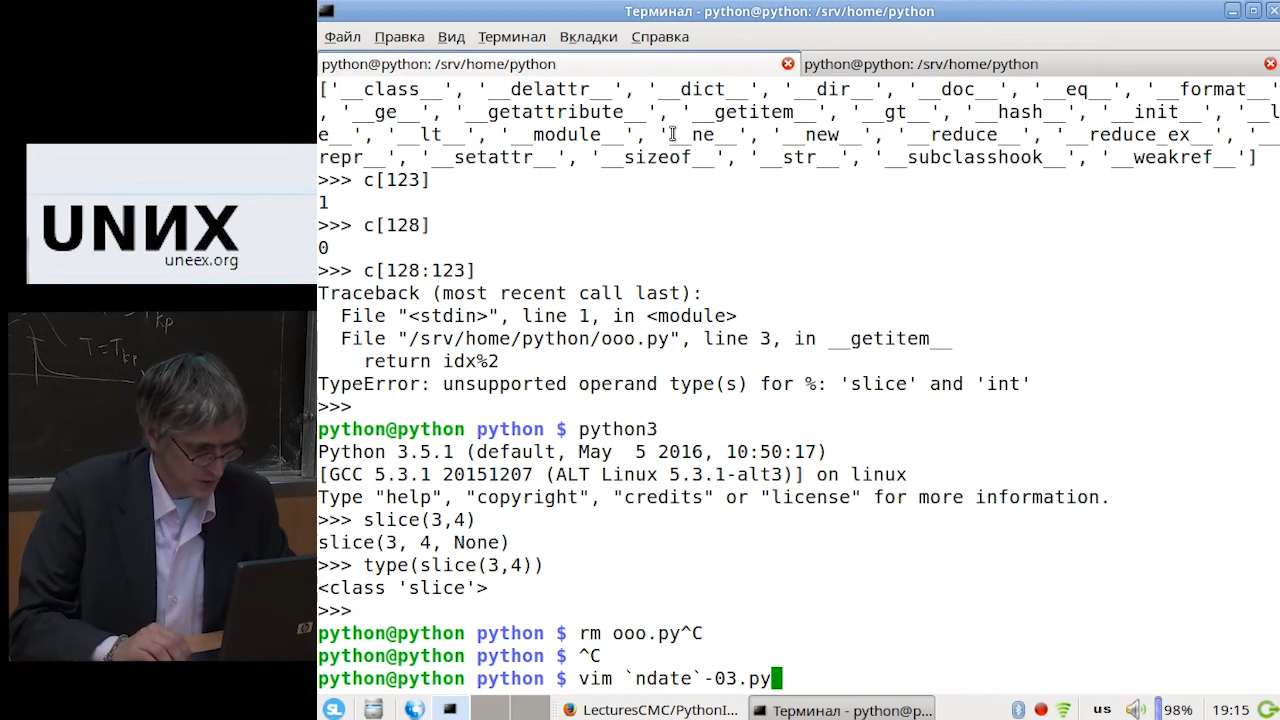 Терминал - python@python: /srv/home/python
Файл Правка Вид Терминал Вкладки Справка
python@python: /srv/home/python
python@python: /srv/home/python
['__class__', '__delattr__', '__dict__', '__dir__', '__doc__', '__eq__', '__format__
', '__ge__', '__getattribute__', '__getitem__', '__gt__', '__hash__', '__init__', '__l
e__', '__lt__', '__module__', '__ne__', '__new__', '__reduce__', '__reduce_ex__', '__
repr__', '__setattr__', '__sizeof__', '__str__', '__subclasshook__', '__weakref__']
>>> c[123]
1
>>> c[128]
0
>>> c[128:123]
Traceback (most recent call last):
File "<stdin>", line 1, in <module>
File "/srv/home/python/ooo.py", line 3, in __getitem__
return idx%2
TypeError: unsupported operand type(s) for %: 'slice' and 'int'
>>>
python@python python $ python3
Python 3.5.1 (default, May  5 2016, 10:50:17)
[GCC 5.3.1 20151207 (ALT Linux 5.3.1-alt3)] on linux
Type "help", "copyright", "credits" or "license" for more information.
>>> slice(3,4)
slice(3, 4, None)
>>> type(slice(3,4))
<class 'slice'>
>>>
python@python python $ rm ooo.py^C
python@python python $ ^C
python@python python $ vim `ndate`-03.py
LecturesCMC/PythonI...
Терминал - python@p...
us
98%
19:15
UNИX
uneex.org
T=Tкр